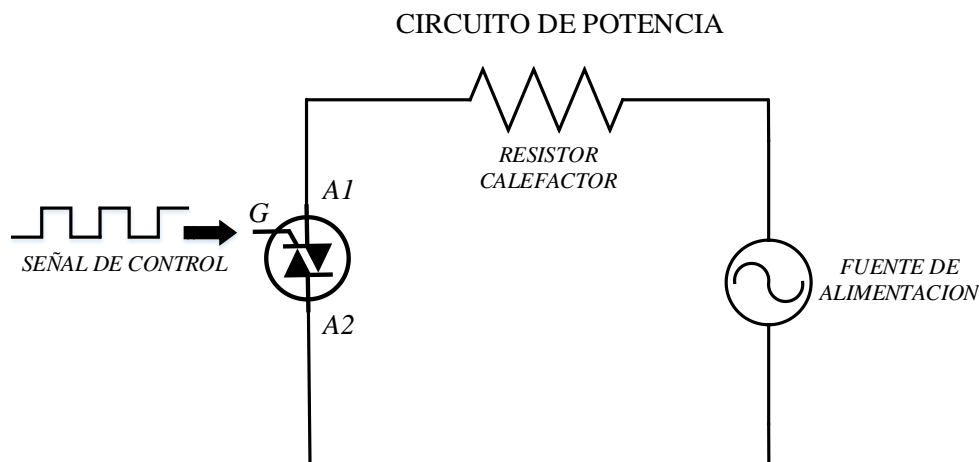 CIRCUITO DE POTENCIA
RESISTOR
CALEFACTOR
A1
G
SEÑAL DE CONTROL
A2
FUENTE DE
ALIMENTACION